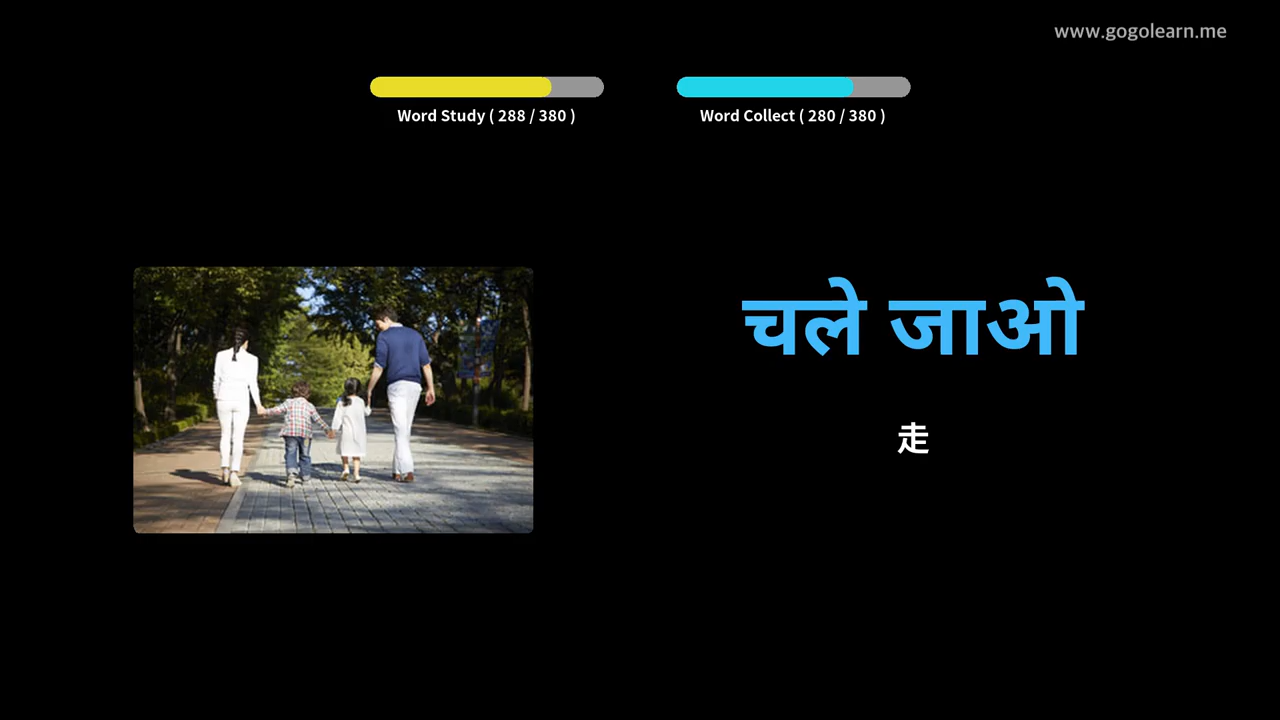 www.gogolearn.me
Word Study ( 288 / 380 )
Word Collect ( 280 / 380 )
चले जाओ
走